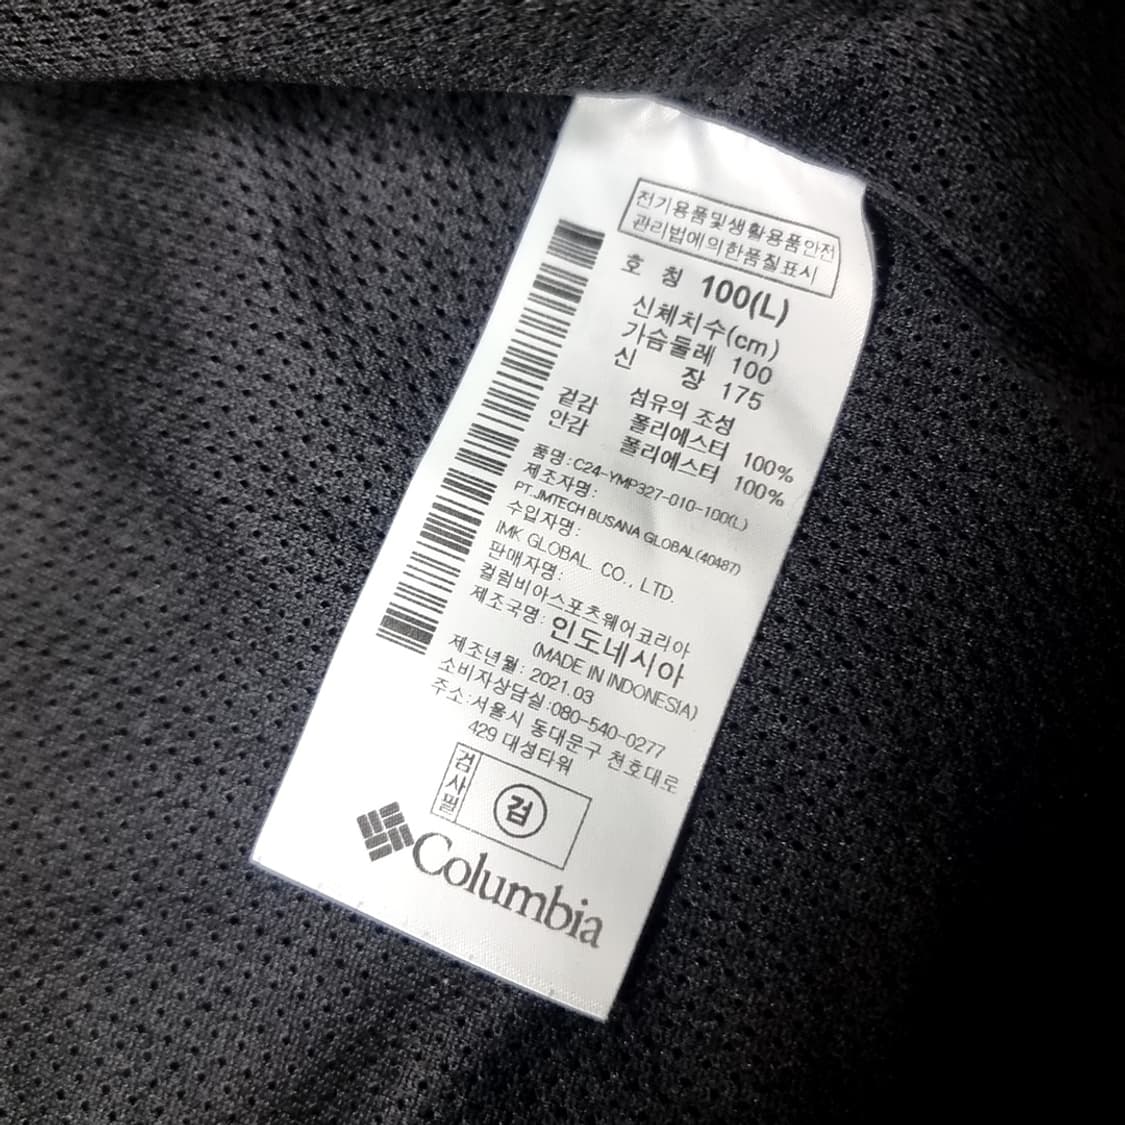 전기용품및생활용품안전
관리법에의한품질표시
호 칭 100(L)
신체치수(cm)
가슴둘레 100
신 장 175
섬유의 조성
겉감 폴리에스터 100%
안감 폴리에스터 100%
품명:C24-YMP327-010-100(L)
제조자명:
PT.JMTECH BUSANA GLOBAL(40487)
수입자명:
IMK GLOBAL CO., LTD.
판매자명:
컬럼비아스포츠웨어코리아
제조국명: 인도네시아
(MADE IN INDONESIA)
제조년월: 2021.03
소비자상담실:080-540-0277
주소:서울시 동대문구 천호대로
429 대성타워
검사필
검
Columbia